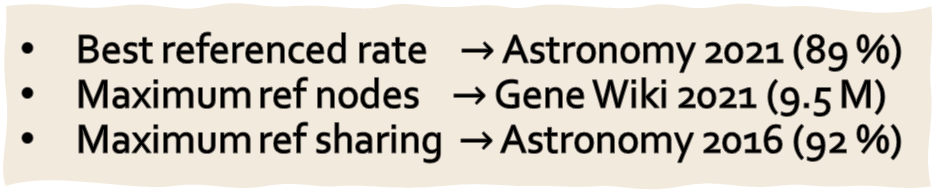 • Best referenced rate → Astronomy 2021 (89 %)
• Maximum ref nodes → Gene Wiki 2021 (9.5 M)
• Maximum ref sharing → Astronomy 2016 (92 %)